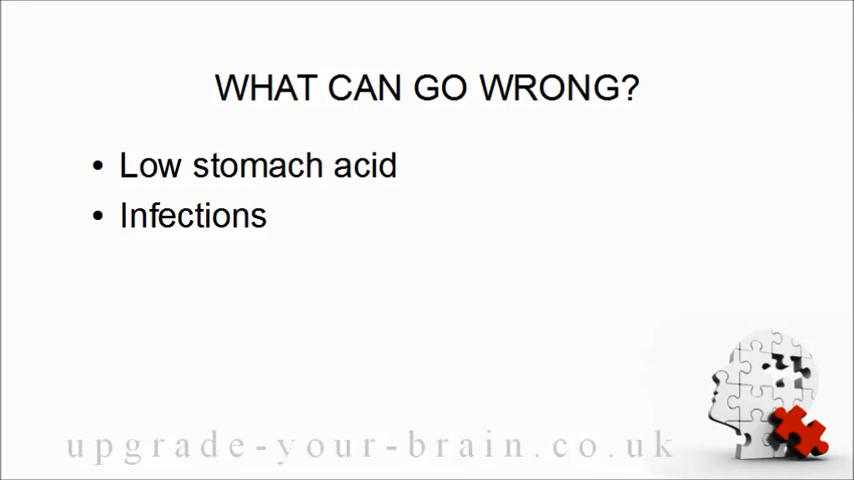 WHAT CAN GO WRONG?
• Low stomach acid
• Infections
upgrade-your-brain.co.uk